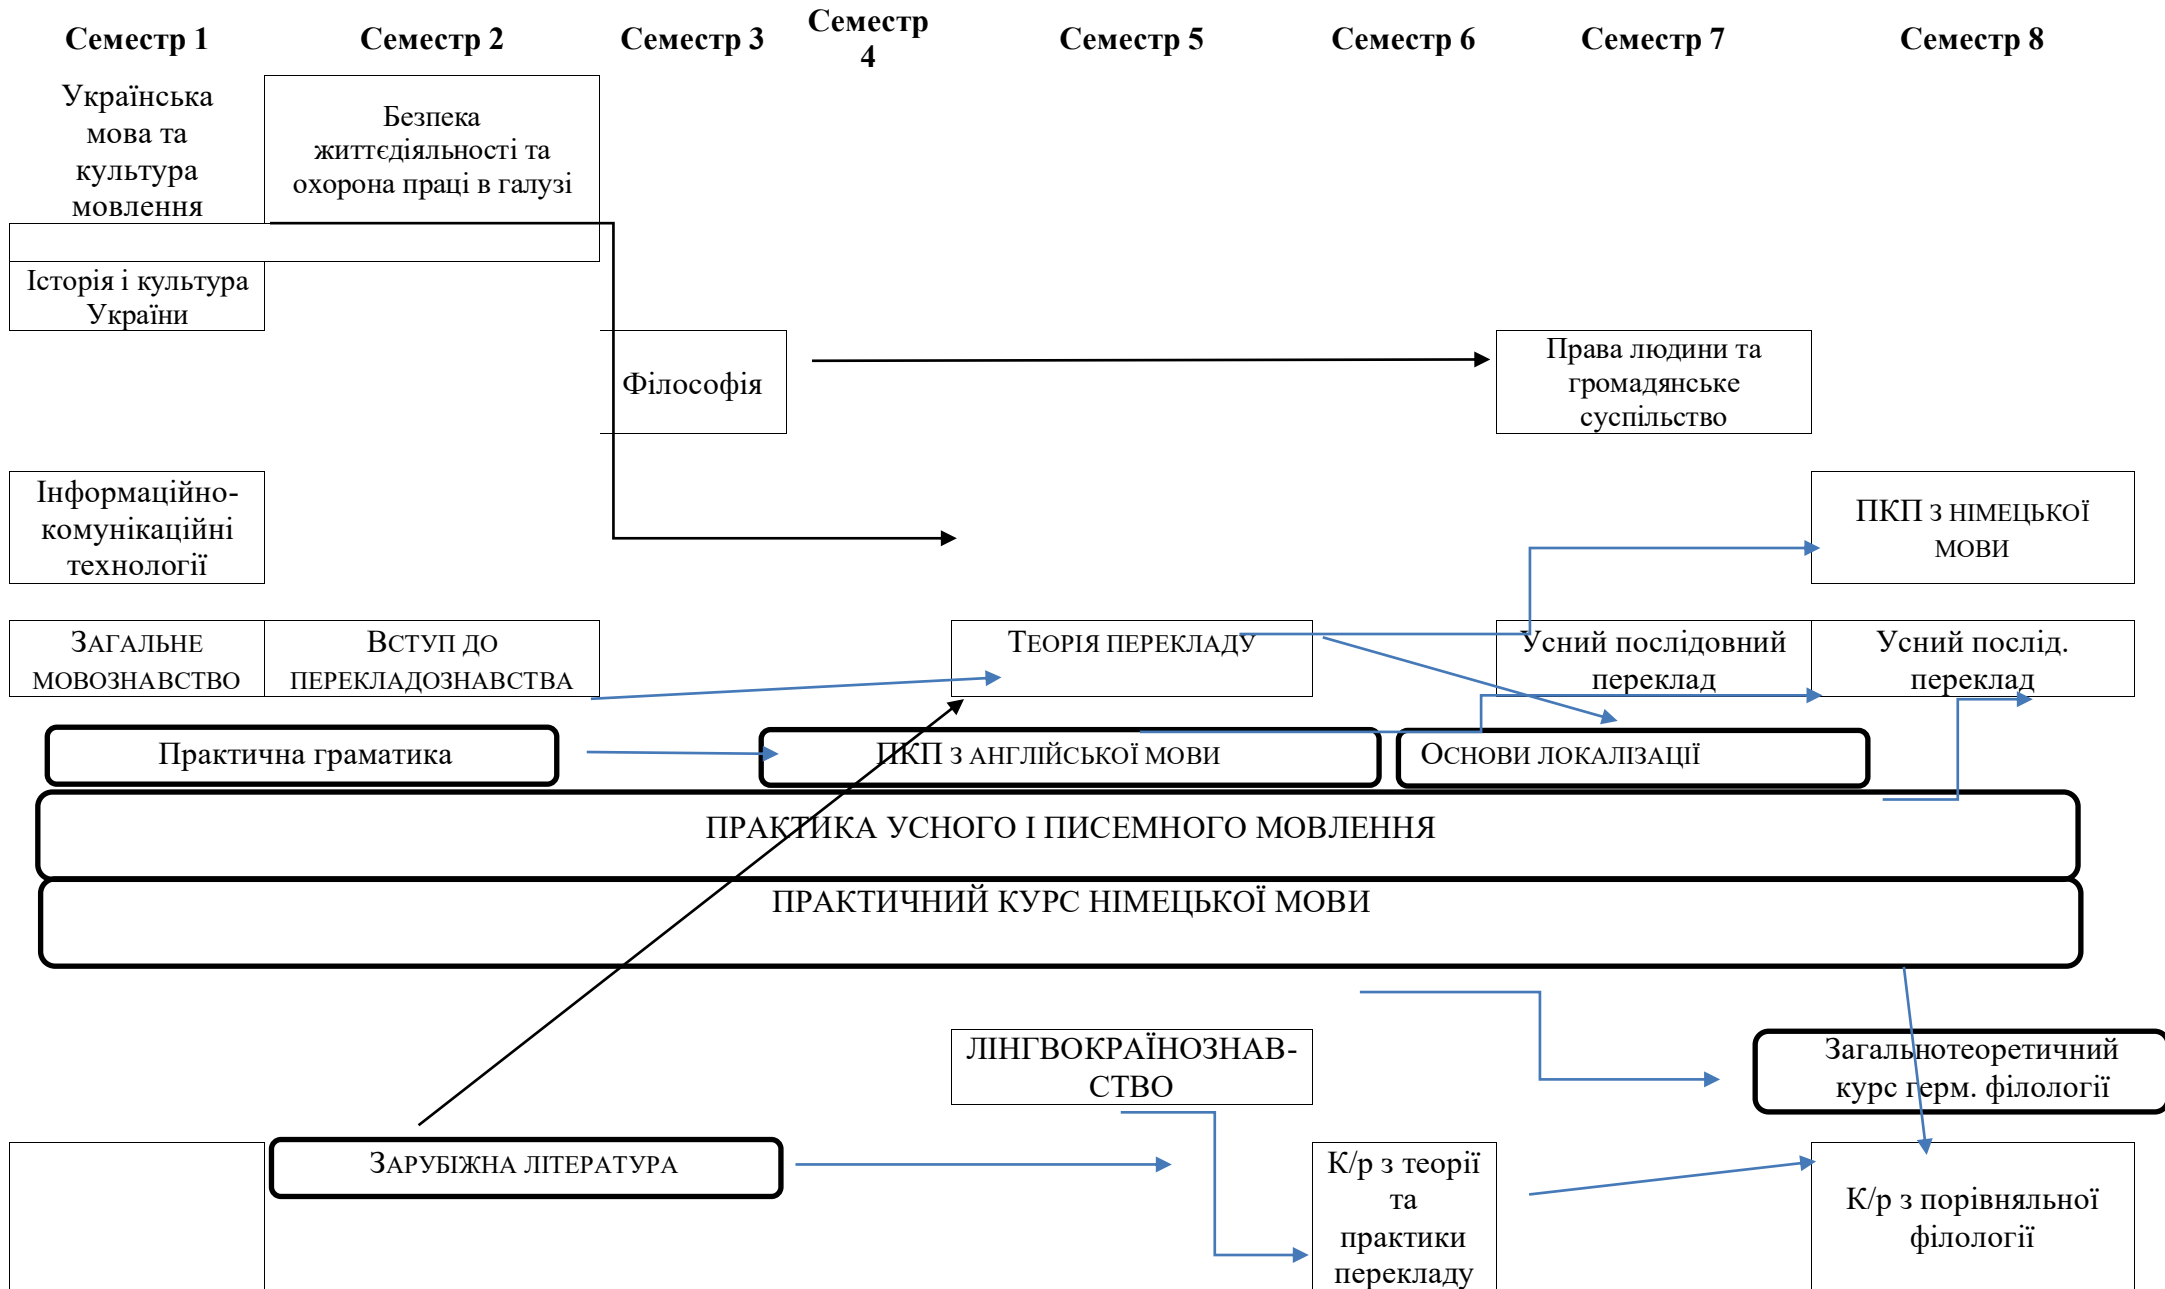 Семестр 1
Семестр 2
Семестр 3
Семестр
4
Семестр 5
Семестр 6
Семестр 7
Семестр 8
Українська
мова та
культура
мовлення
Безпека
життєдіяльності та
охорона праці в галузі
Історія і культура
України
Філософія
Права людини та
громадянське
суспільство
Інформаційно-
комунікаційні
технології
ПКП З НІМЕЦЬКОЇ
МОВИ
ЗАГАЛЬНЕ
МОВОЗНАВСТВО
ВСТУП ДО
ПЕРЕКЛАДОЗНАВСТВА
ТЕОРІЯ ПЕРЕКЛАДУ
Усний послідовний
переклад
Усний послід.
переклад
Практична граматика
ПКП З АНГЛІЙСЬКОЇ МОВИ
ОСНОВИ ЛОКАЛІЗАЦІЇ
ПРАКТИКА УСНОГО І ПИСЕМНОГО МОВЛЕННЯ
ПРАКТИЧНИЙ КУРС НІМЕЦЬКОЇ МОВИ
ЛІНГВОКРАЇНОЗНАВ-
СТВО
Загальнотеоретичний
курс герм. філології
ЗАРУБІЖНА ЛІТЕРАТУРА
К/р з теорії
та
практики
перекладу
К/р з порівняльної
філології